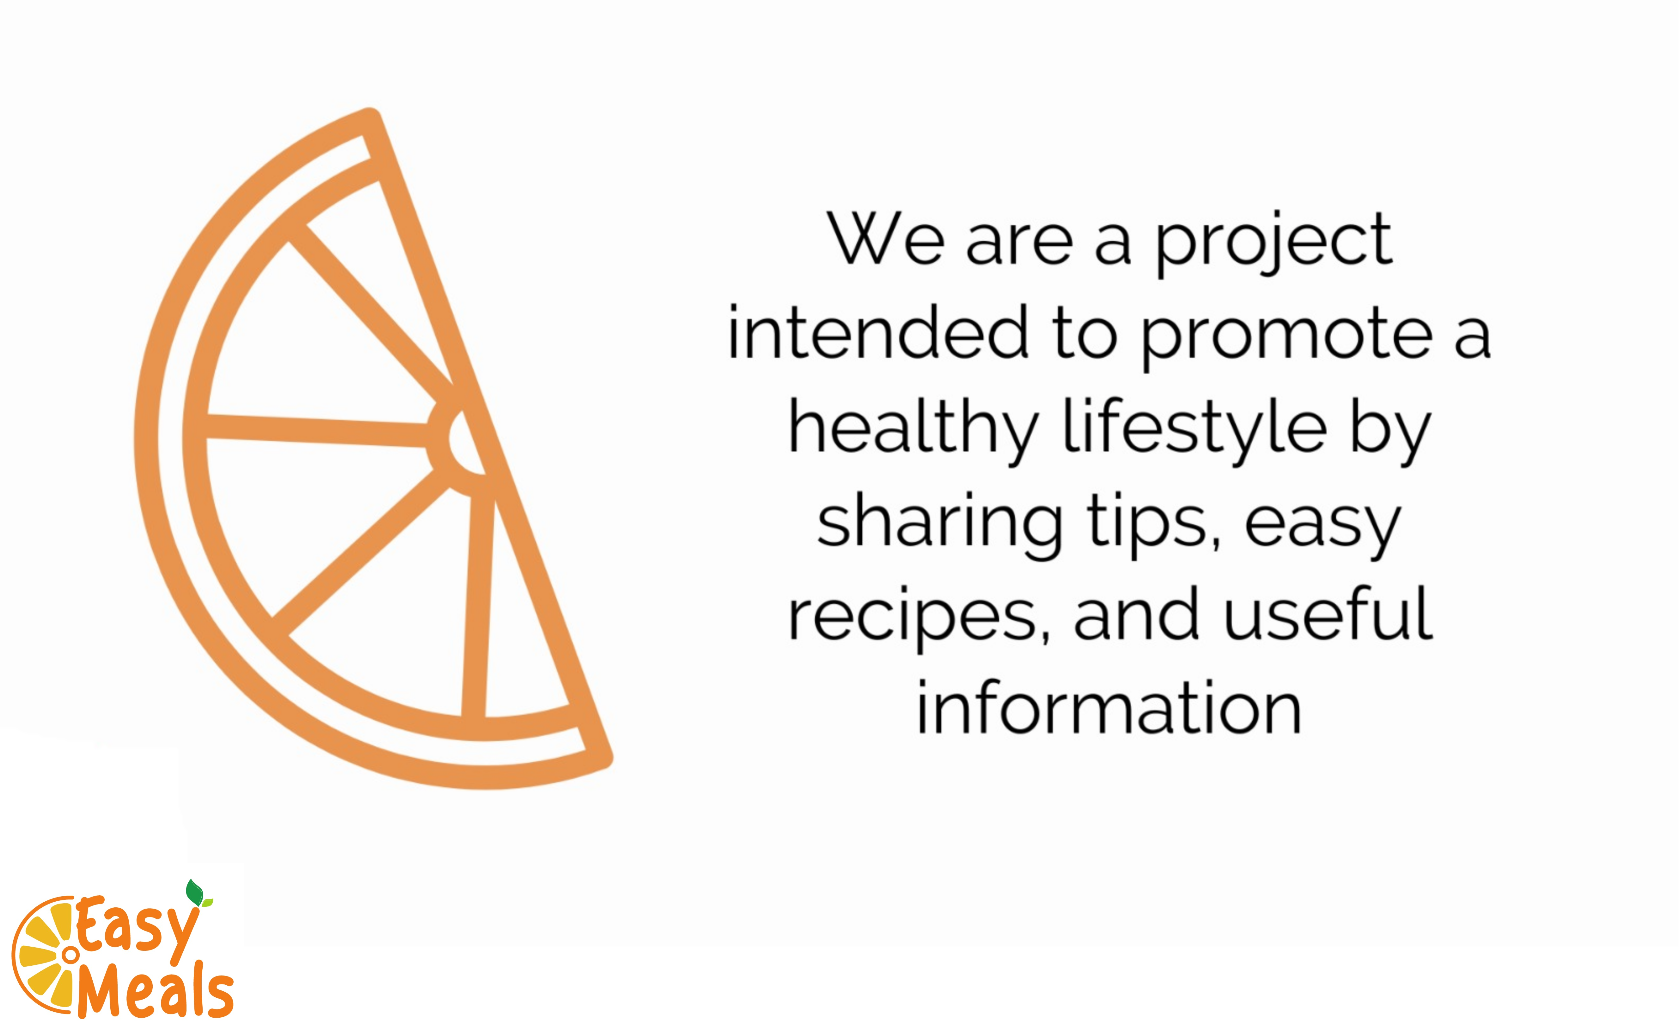 We are a project
intended to promote a
healthy lifestyle by
sharing tips, easy
recipes, and useful
information
Easy
Meals